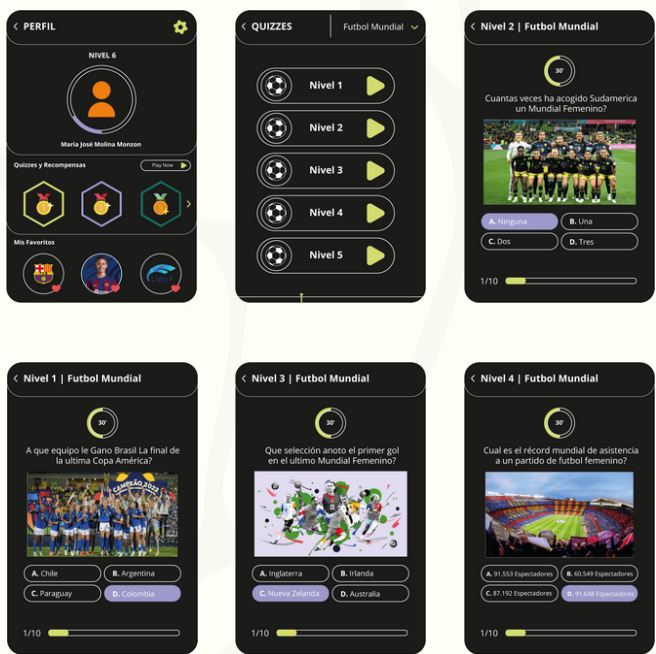 PERFIL
NIVEL 6
Maria José Molina Monzon
Quizzes y Recompensas
Play Now
Mis Favoritos
Liga F
QUIZZES
Futbol Mundial
Nivel 1
Nivel 2
Nivel 3
Nivel 4
Nivel 5
Nivel 2 | Futbol Mundial
30'
Cuantas veces ha acogido Sudamerica
un Mundial Femenino?
A. Ninguna
B. Una
C. Dos
D. Tres
1/10
Nivel 1 | Futbol Mundial
30'
A que equipo le Gano Brasil La final de
la ultima Copa América?
CAMPEÃO 2022
A. Chile
B. Argentina
C. Paraguay
D. Colombia
1/10
Nivel 3 | Futbol Mundial
30'
Que selección anoto el primer gol
en el ultimo Mundial Femenino?
A. Inglaterra
B. Irlanda
C. Nueva Zelanda
D. Australia
1/10
Nivel 4 | Futbol Mundial
30'
Cual es el récord mundial de asistencia
a un partido de futbol femenino?
A. 91.553 Espectadores
B. 60.549 Espectadores
C. 87.192 Espectadores
D. 91.648 Espectadores
1/10